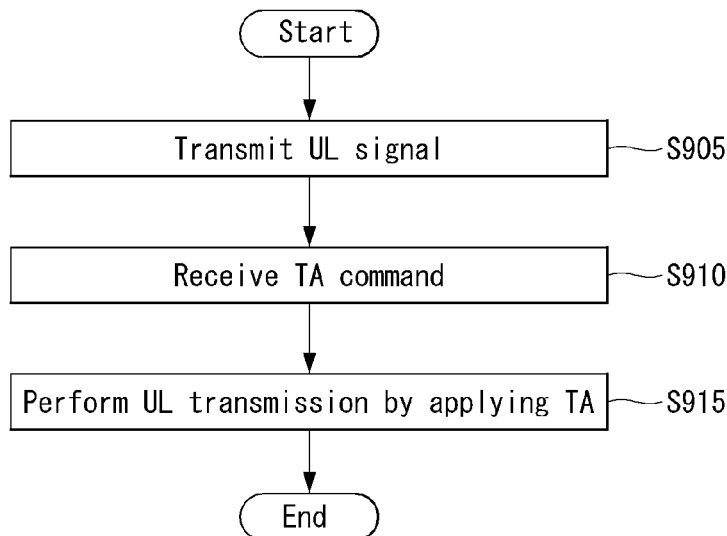 Start
Transmit UL signal
S905
Receive TA command
S910
Perform UL transmission by applying TA
S915
End